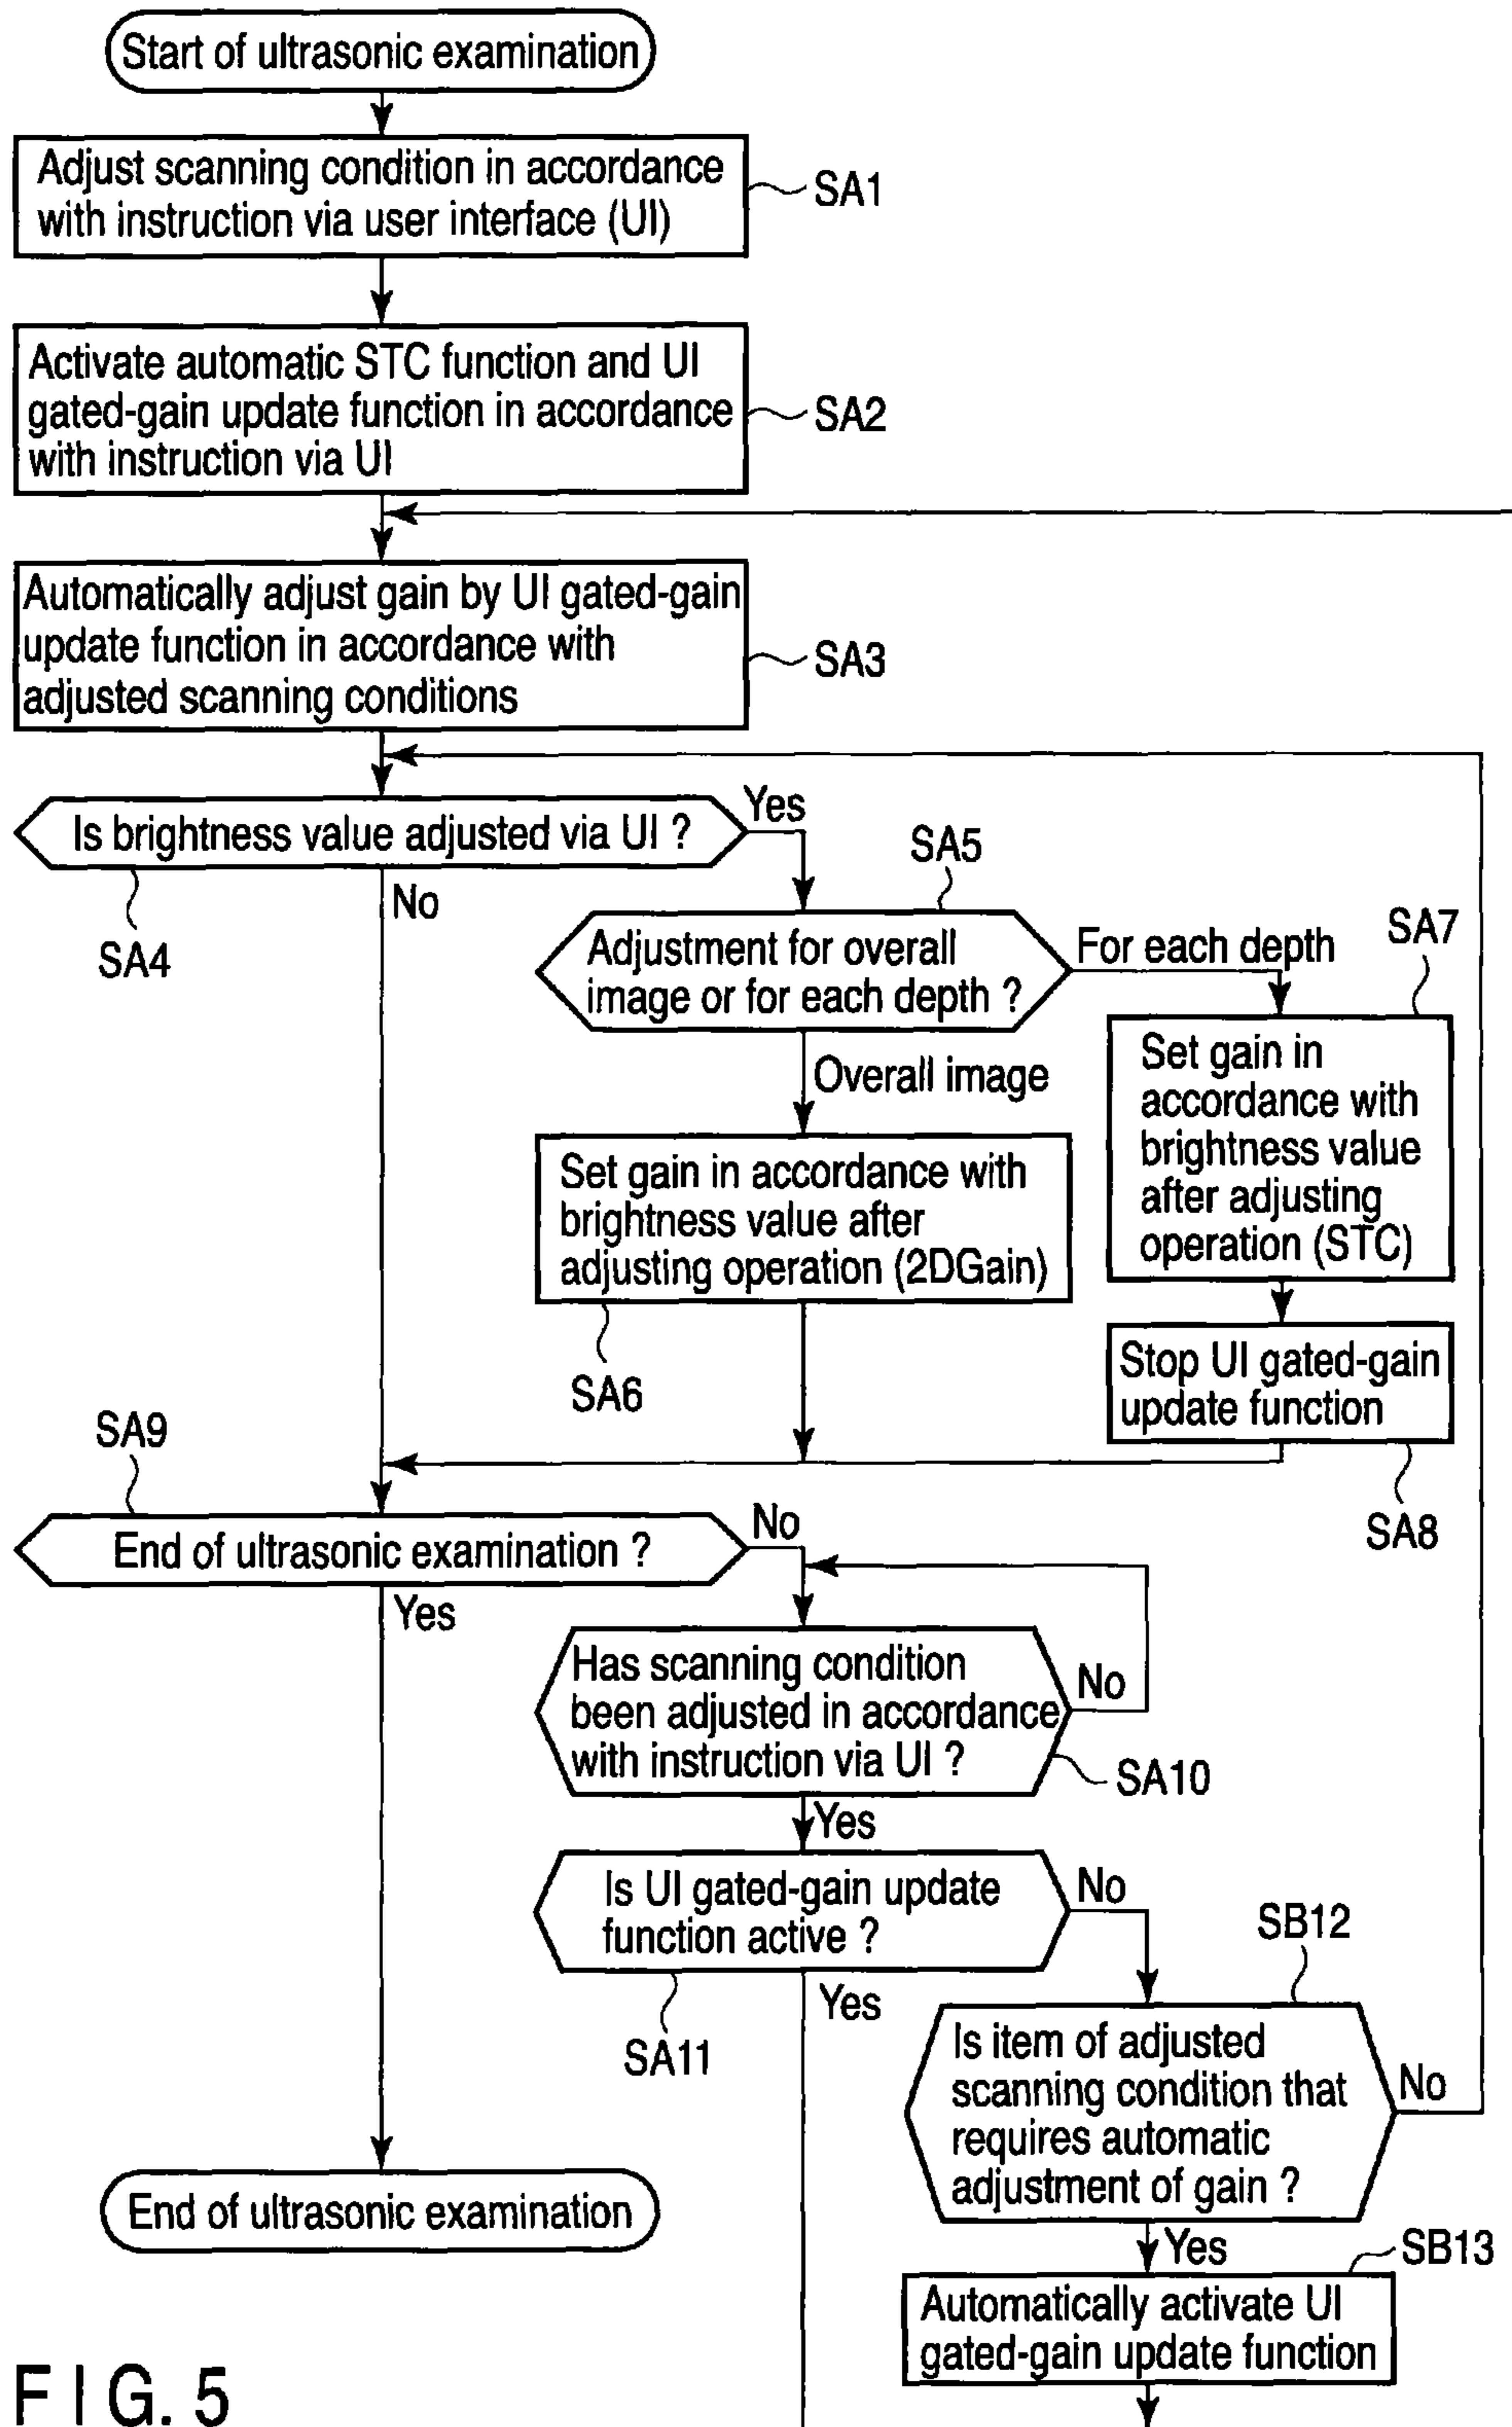 Start of ultrasonic examination
Adjust scanning condition in accordance
with instruction via user interface (UI)
SA1
Activate automatic STC function and UI
gated-gain update function in accordance
with instruction via UI
SA2
Automatically adjust gain by UI gated-gain
update function in accordance with
adjusted scanning conditions
SA3
Is brightness value adjusted via UI ?
Yes
No
SA4
SA5
Adjustment for overall
image or for each depth ?
For each depth
SA7
Overall image
Set gain in
accordance with
brightness value
after adjusting
operation (STC)
Set gain in accordance with
brightness value after
adjusting operation (2DGain)
SA6
Stop UI gated-gain
update function
SA8
SA9
End of ultrasonic examination ?
No
Yes
Has scanning condition
been adjusted in accordance
with instruction via UI ?
No
SA10
Yes
Is UI gated-gain update
function active ?
No
SA11
Yes
SB12
Is item of adjusted
scanning condition that
requires automatic
adjustment of gain ?
No
Yes
SB13
End of ultrasonic examination
Automatically activate UI
gated-gain update function
FIG. 5